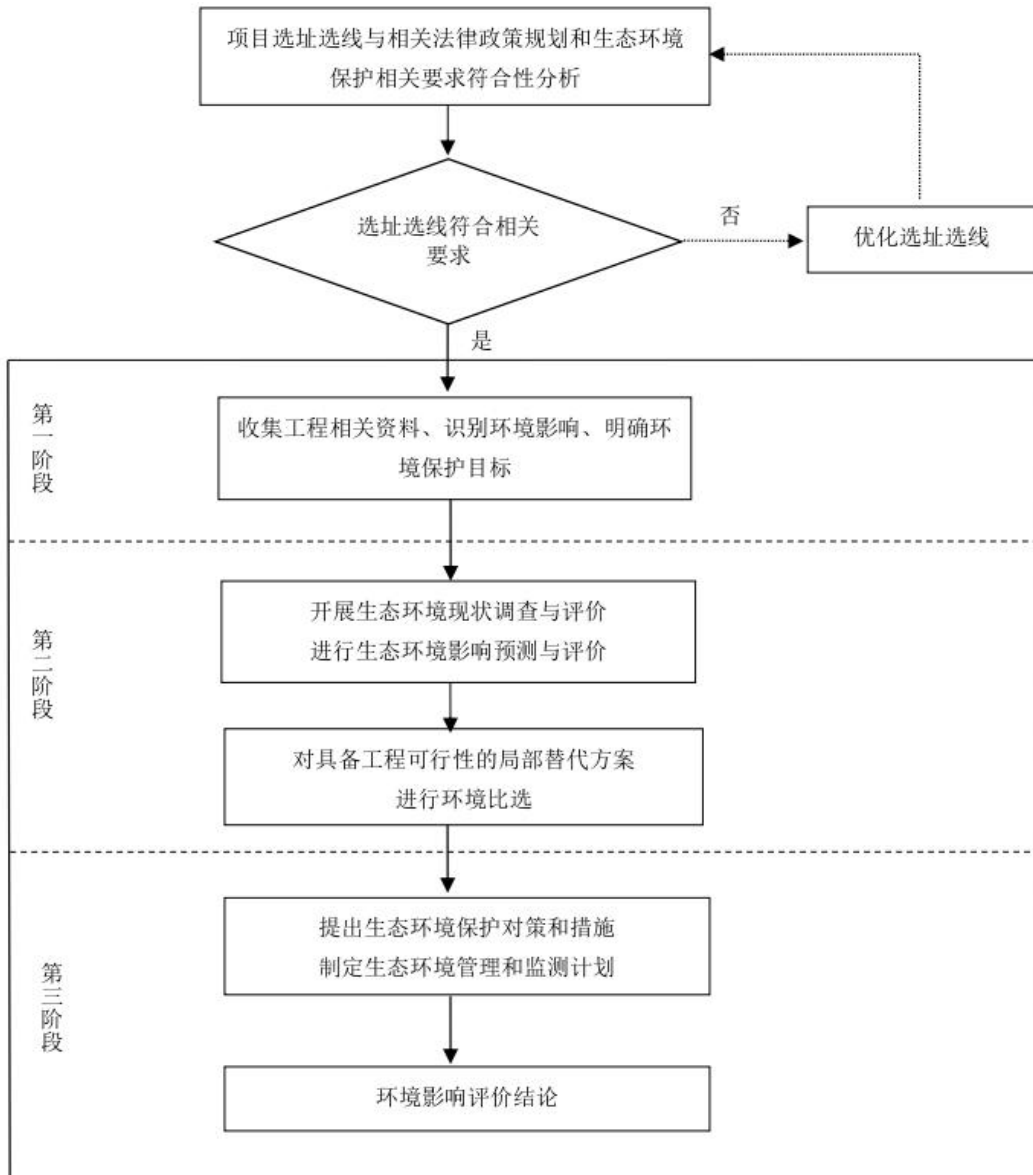 项目选址选线与相关法律政策规划和生态环境
保护相关要求符合性分析
选址选线符合相关
要求
否
优化选址选线
是
第一阶段
收集工程相关资料、识别环境影响、明确环
境保护目标
第二阶段
开展生态环境现状调查与评价
进行生态环境影响预测与评价
对具备工程可行性的局部替代方案
进行环境比选
第三阶段
提出生态环境保护对策和措施
制定生态环境管理和监测计划
环境影响评价结论